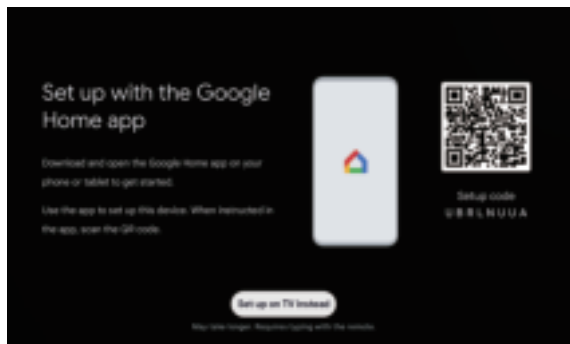 Set up with the Google
Home app
Download and open the Google Home app on your
phone or tablet to get started.
Use the app to set up this device. When instructed in
the app, scan the QR code.
Setup code
UBRLNUUA
Set up on TV instead
May take longer. Requires typing with the remote.